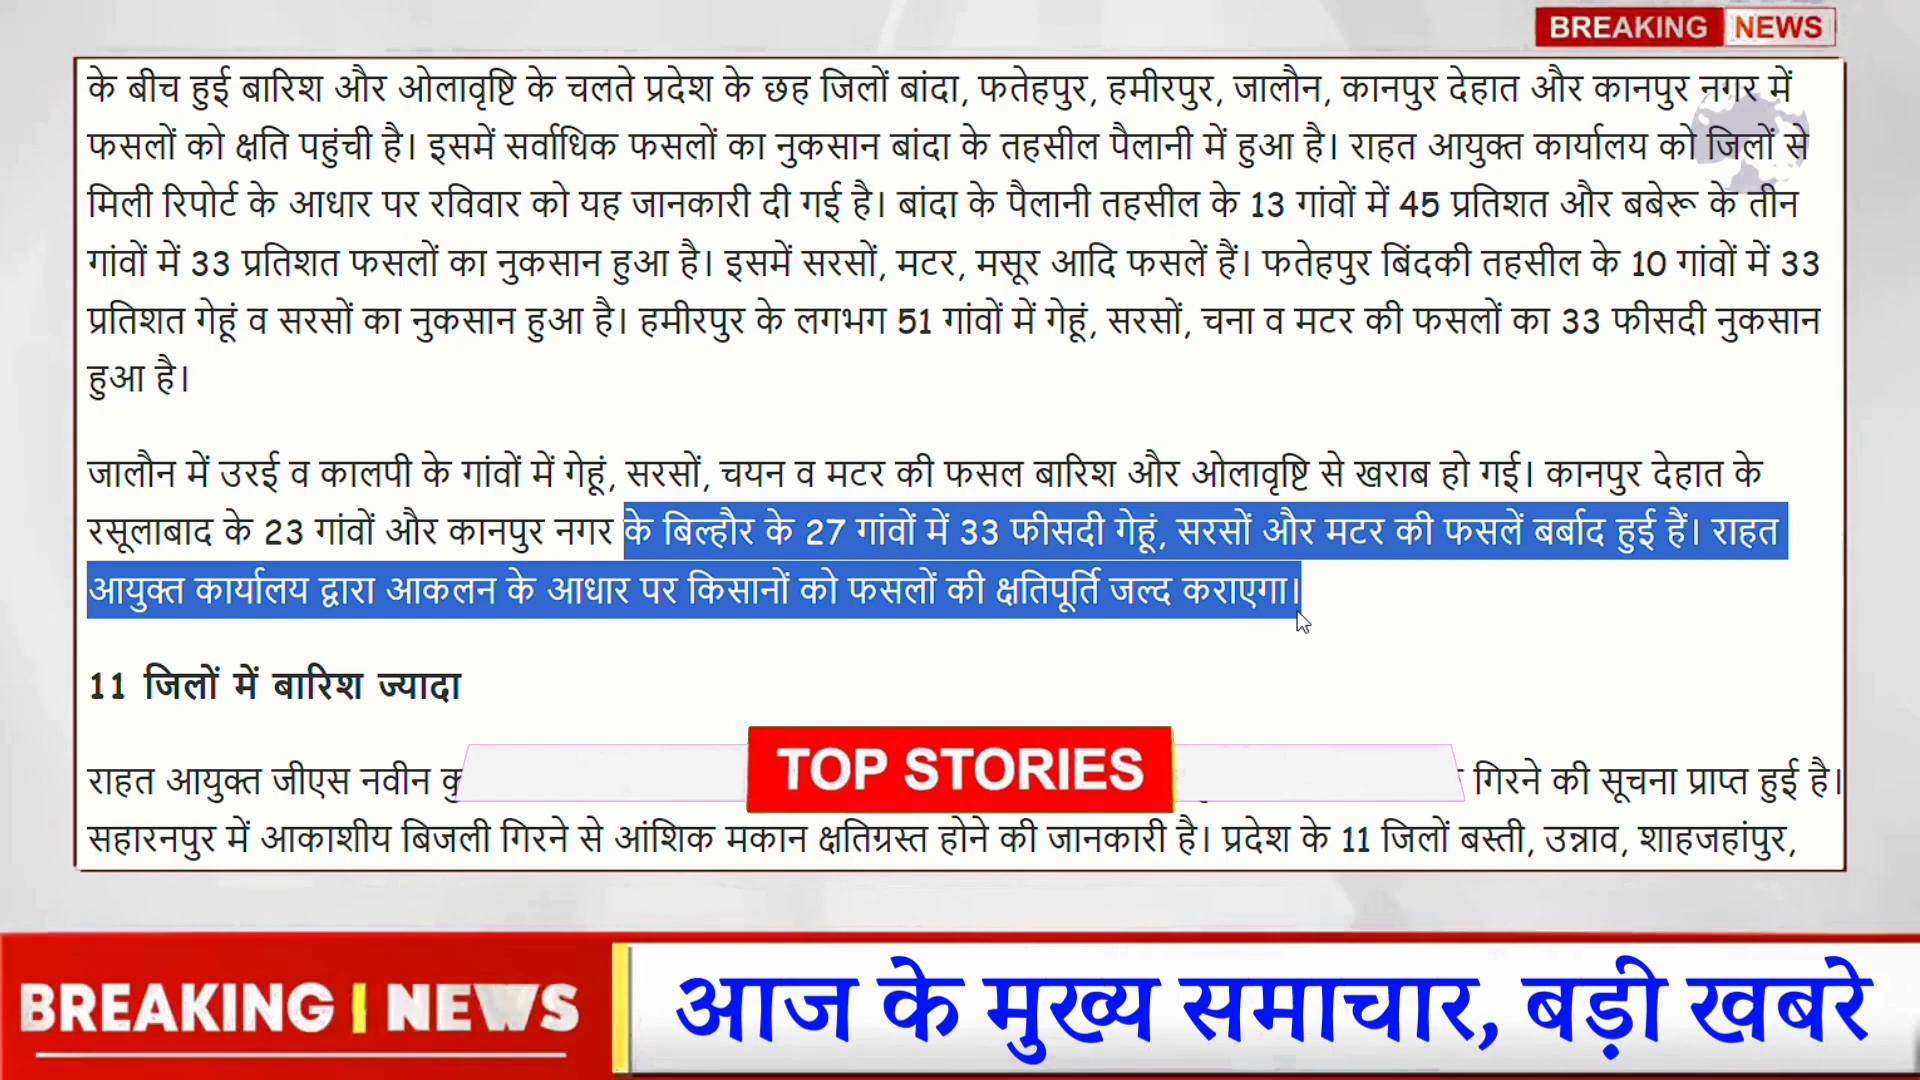 BREAKING NEWS
के बीच हुई बारिश और ओलावृष्टि के चलते प्रदेश के छह जिलों बांदा, फतेहपुर, हमीरपुर, जालौन, कानपुर देहात और कानपुर नगर में
फसलों को क्षति पहुंची है। इसमें सर्वाधिक फसलों का नुकसान बांदा के तहसील पैलानी में हुआ है। राहत आयुक्त कार्यालय को जिलों से
मिली रिपोर्ट के आधार पर रविवार को यह जानकारी दी गई है। बांदा के पैलानी तहसील के 13 गांवों में 45 प्रतिशत और बबेरू के तीन
गांवों में 33 प्रतिशत फसलों का नुकसान हुआ है। इसमें सरसों, मटर, मसूर आदि फसलें हैं। फतेहपुर बिंदकी तहसील के 10 गांवों में 33
प्रतिशत गेहूं व सरसों का नुकसान हुआ है। हमीरपुर के लगभग 51 गांवों में गेहूं, सरसों, चना व मटर की फसलों का 33 फीसदी नुकसान
हुआ है।
जालौन में उरई व कालपी के गांवों में गेहूं, सरसों, चयन व मटर की फसल बारिश और ओलावृष्टि से खराब हो गई। कानपुर देहात के
रसूलाबाद के 23 गांवों और कानपुर नगर के बिल्हौर के 27 गांवों में 33 फीसदी गेहूं, सरसों और मटर की फसलें बर्बाद हुई हैं। राहत
आयुक्त कार्यालय द्वारा आकलन के आधार पर किसानों को फसलों की क्षतिपूर्ति जल्द कराएगा।
11 जिलों में बारिश ज्यादा
राहत आयुक्त जीएस नवीन गिरने की सूचना प्राप्त हुई है।
TOP STORIES
सहारनपुर में आकाशीय बिजली गिरने से आंशिक मकान क्षतिग्रस्त होने की जानकारी है। प्रदेश के 11 जिलों बस्ती, उन्नाव, शाहजहांपुर,
BREAKING NEWS
आज के मुख्य समाचार, बड़ी खबरे